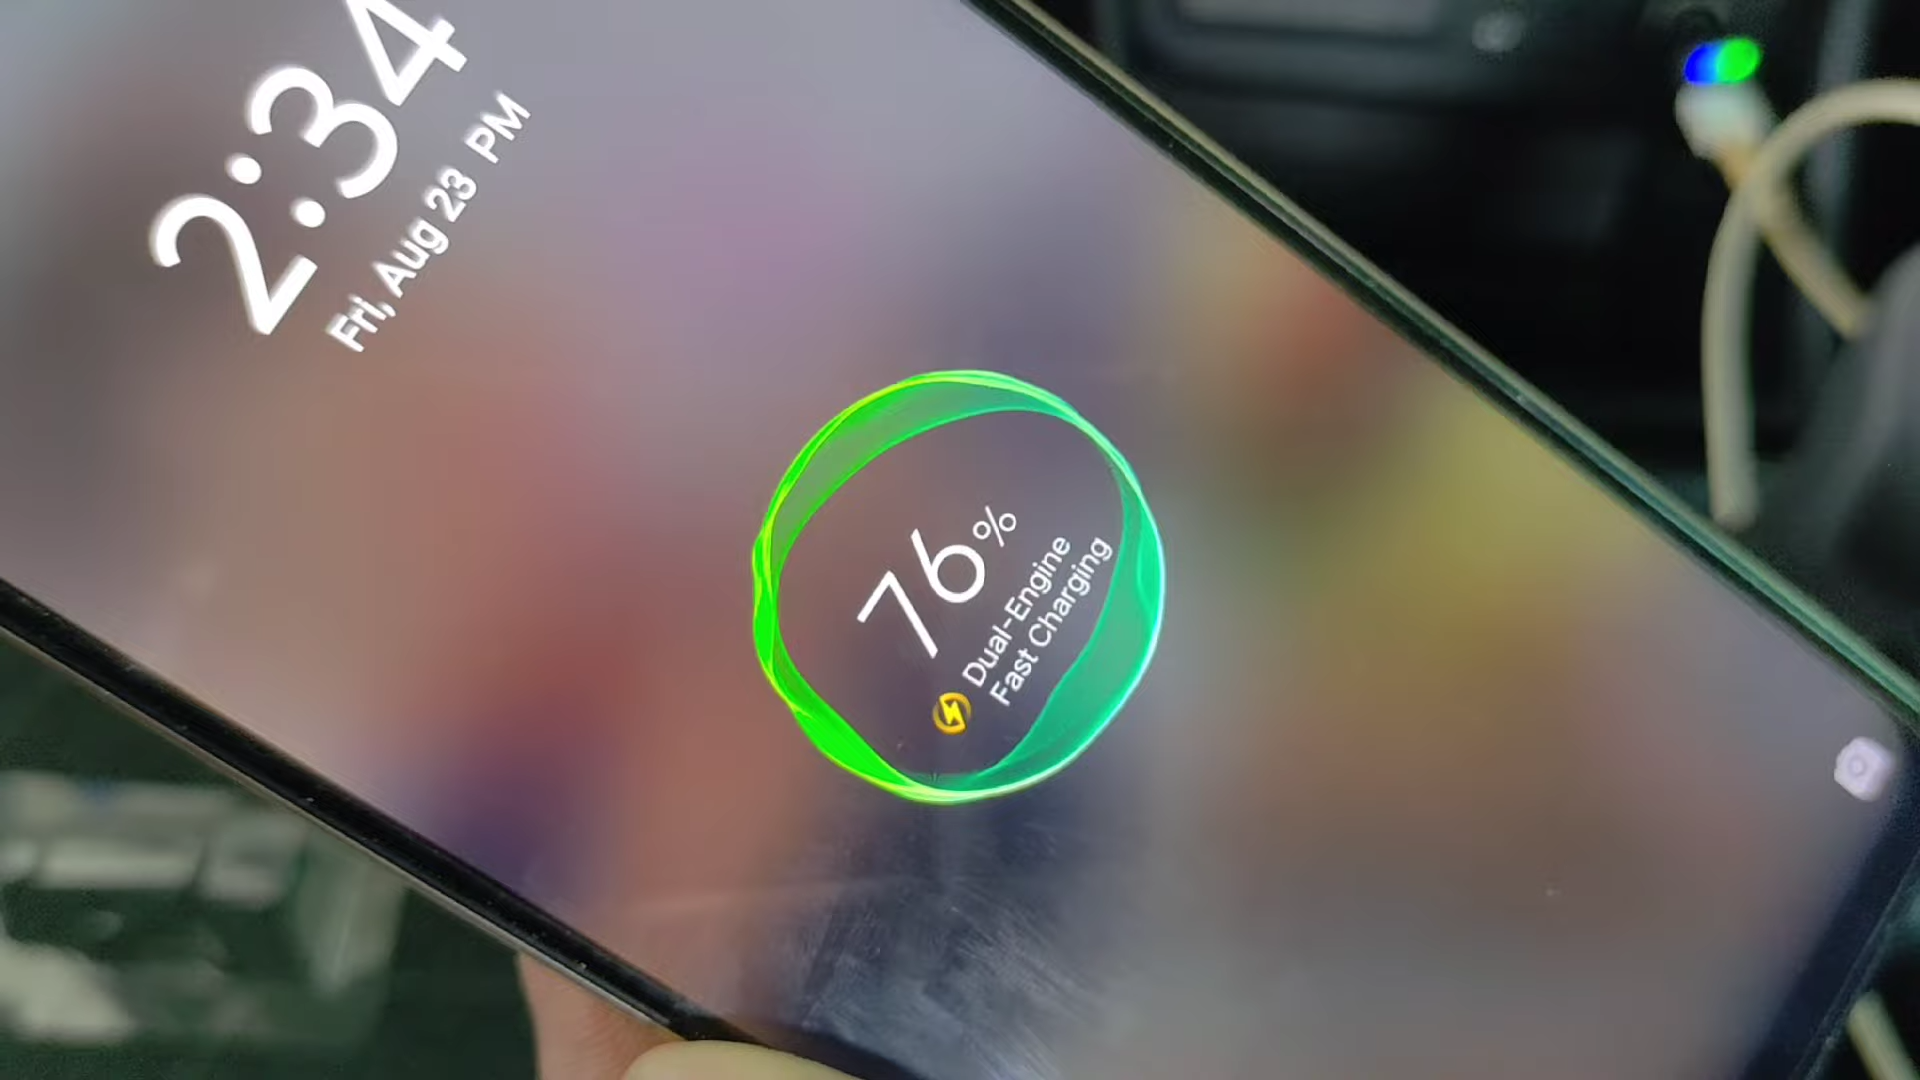 2:34
Fri, Aug 23 PM
76%
Dual-Engine
Fast Charging